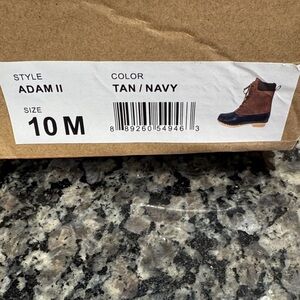 STYLE
ADAM II
COLOR
TAN / NAVY
SIZE
10 M
8 89260 54946 3